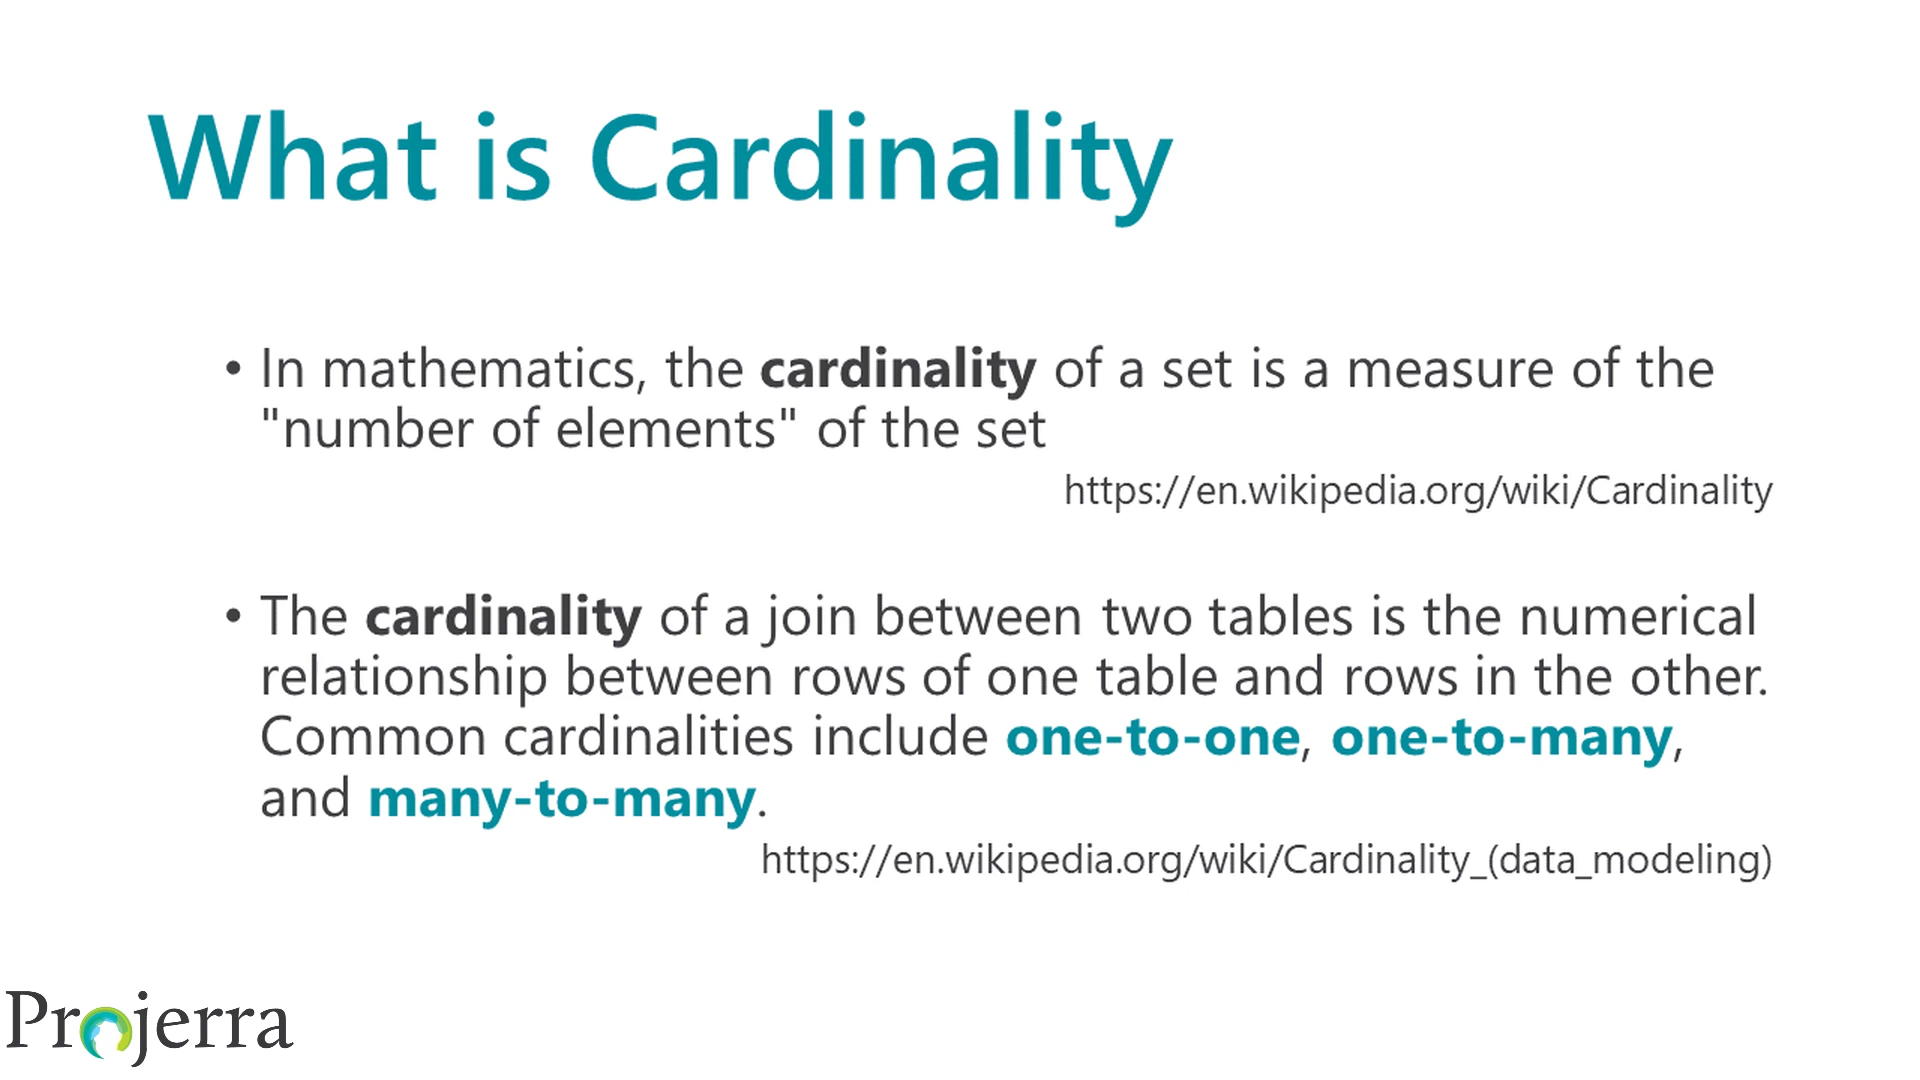 What is Cardinality
• In mathematics, the cardinality of a set is a measure of the
"number of elements" of the set
https://en.wikipedia.org/wiki/Cardinality
• The cardinality of a join between two tables is the numerical
relationship between rows of one table and rows in the other.
Common cardinalities include one-to-one, one-to-many,
and many-to-many.
https://en.wikipedia.org/wiki/Cardinality_(data_modeling)
Projerra